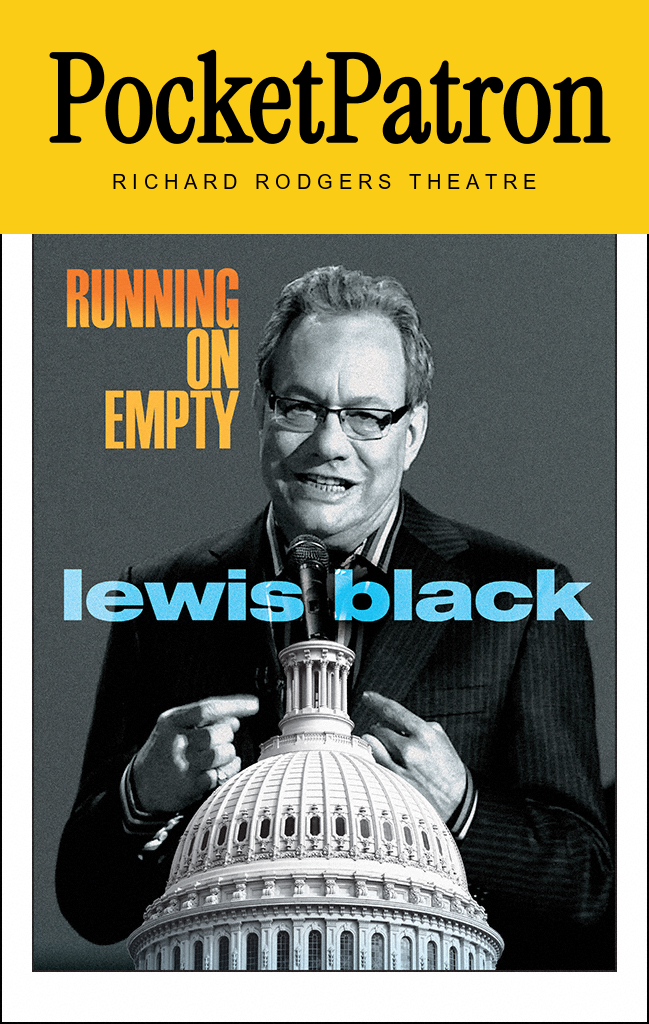 PocketPatron
RICHARD RODGERS THEATRE
RUNNING
ON
EMPTY
lewis black